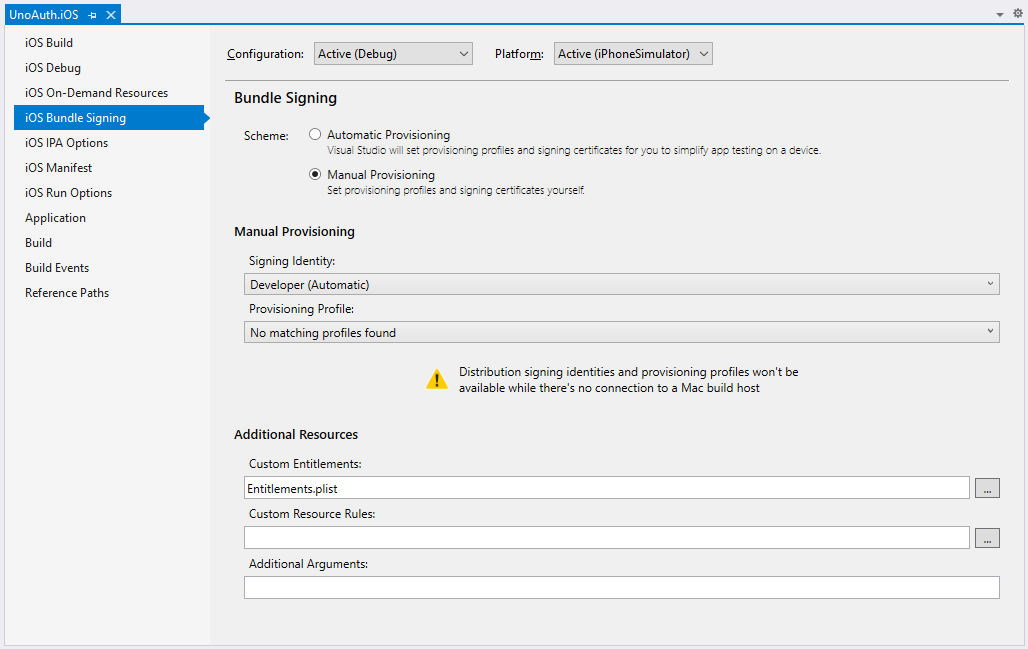 UnoAuth.iOS
iOS Build
iOS Debug
iOS On-Demand Resources
iOS Bundle Signing
iOS IPA Options
iOS Manifest
iOS Run Options
Application
Build
Build Events
Reference Paths
Configuration: Active (Debug) Platform: Active (iPhoneSimulator)
Bundle Signing
Scheme: Automatic Provisioning
Visual Studio will set provisioning profiles and signing certificates for you to simplify app testing on a device.
Manual Provisioning
Set provisioning profiles and signing certificates yourself.
Manual Provisioning
Signing Identity:
Developer (Automatic)
Provisioning Profile:
No matching profiles found
Distribution signing identities and provisioning profiles won't be
available while there's no connection to a Mac build host
Additional Resources
Custom Entitlements:
Entitlements.plist ...
Custom Resource Rules:
...
Additional Arguments: